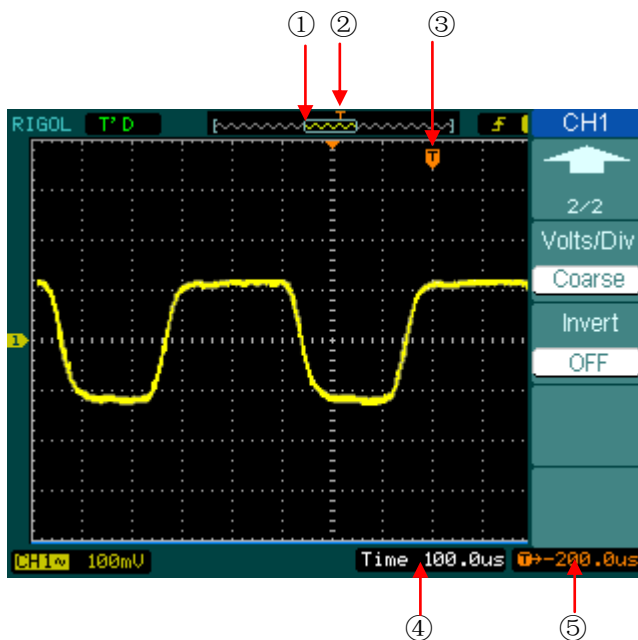 ① ② ③
RIGOL T'D T CH1
T
2/2
Volts/Div
Coarse
Invert
1
OFF
CH1~ 100mV Time 100.0us T→-200.0us
④ ⑤